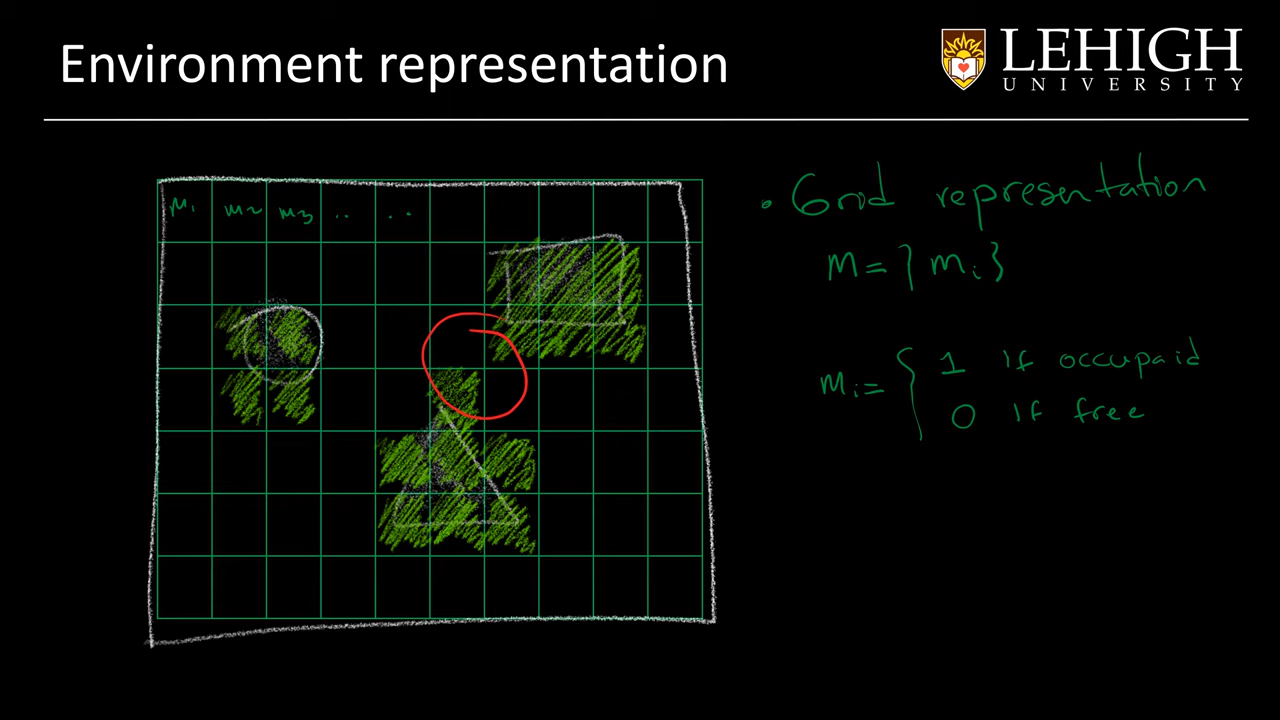 Environment representation
LEHIGH
UNIVERSITY
m1 m2 m3 .. ..
• Grid representation
m = { mi }
mi = { 1 if occupaid
0 if free